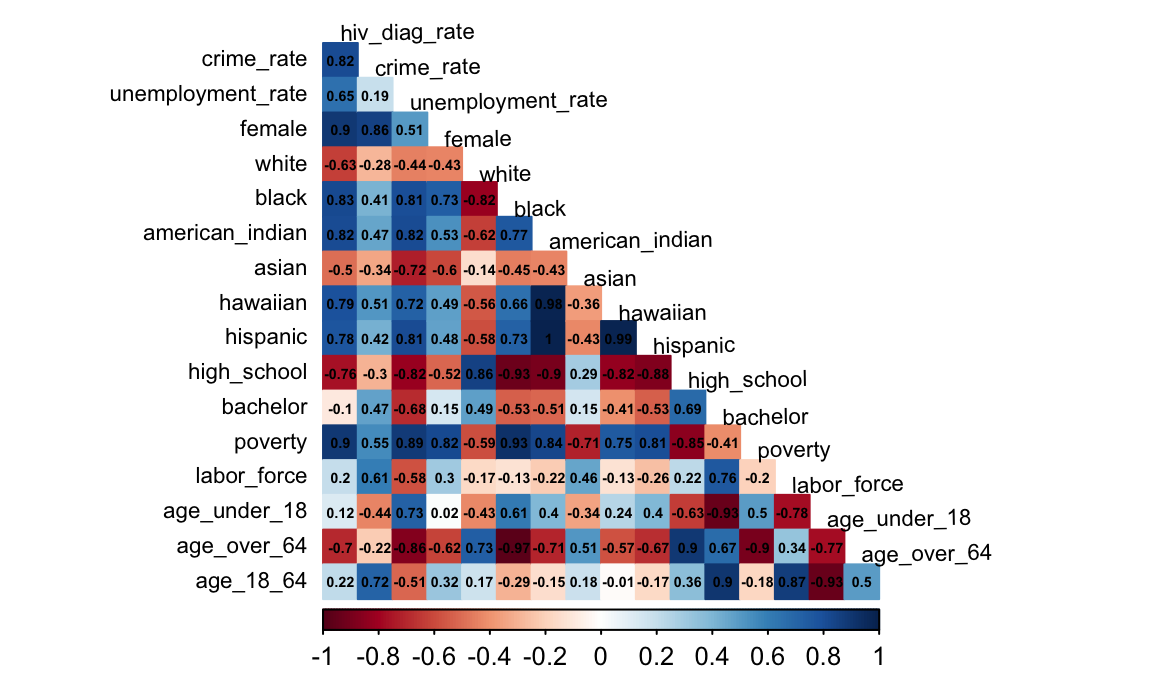 hiv_diag_rate
crime_rate 0.82 crime_rate
unemployment_rate 0.65 0.19 unemployment_rate
female 0.9 0.86 0.51 female
white -0.63 -0.28 -0.44 -0.43 white
black 0.83 0.41 0.81 0.73 -0.82 black
american_indian 0.82 0.47 0.82 0.53 -0.62 0.77 american_indian
asian -0.5 -0.34 -0.72 -0.6 -0.14 -0.45 -0.43 asian
hawaiian 0.79 0.51 0.72 0.49 -0.56 0.66 0.98 -0.36 hawaiian
hispanic 0.78 0.42 0.81 0.48 -0.58 0.73 1 -0.43 0.99 hispanic
high_school -0.76 -0.3 -0.82 -0.52 0.86 -0.93 -0.9 0.29 -0.82 -0.88 high_school
bachelor -0.1 0.47 -0.68 0.15 0.49 -0.53 -0.51 0.15 -0.41 -0.53 0.69 bachelor
poverty 0.9 0.55 0.89 0.82 -0.59 0.93 0.84 -0.71 0.75 0.81 -0.85 -0.41 poverty
labor_force 0.2 0.61 -0.58 0.3 -0.17 -0.13 -0.22 0.46 -0.13 -0.26 0.22 0.76 -0.2 labor_force
age_under_18 0.12 -0.44 0.73 0.02 -0.43 0.61 0.4 -0.34 0.24 0.4 -0.63 -0.93 0.5 -0.78 age_under_18
age_over_64 -0.7 -0.22 -0.86 -0.62 0.73 -0.97 -0.71 0.51 -0.57 -0.67 0.9 0.67 -0.9 0.34 -0.77 age_over_64
age_18_64 0.22 0.72 -0.51 0.32 0.17 -0.29 -0.15 0.18 -0.01 -0.17 0.36 0.9 -0.18 0.87 -0.93 0.5
-1 -0.8 -0.6 -0.4 -0.2 0 0.2 0.4 0.6 0.8 1